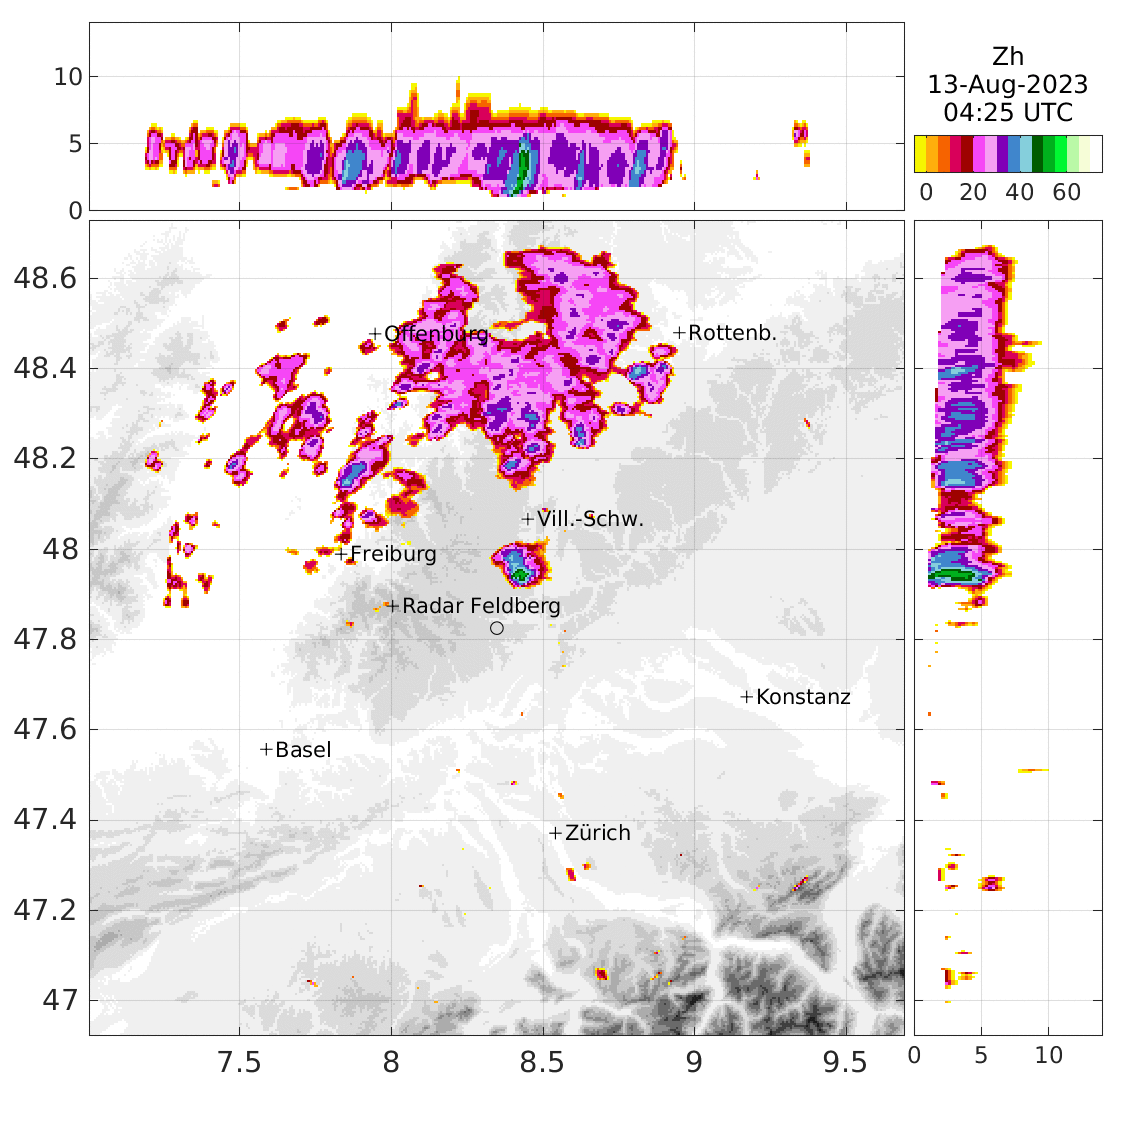 10
5
0
Zh
13-Aug-2023
04:25 UTC
0 20 40 60
48.6
48.4
48.2
48
47.8
47.6
47.4
47.2
47
+Offenburg
+Rottenb.
+Vill.-Schw.
+Freiburg
+Radar Feldberg
+Konstanz
+Basel
+Zürich
7.5 8 8.5 9 9.5
0 5 10